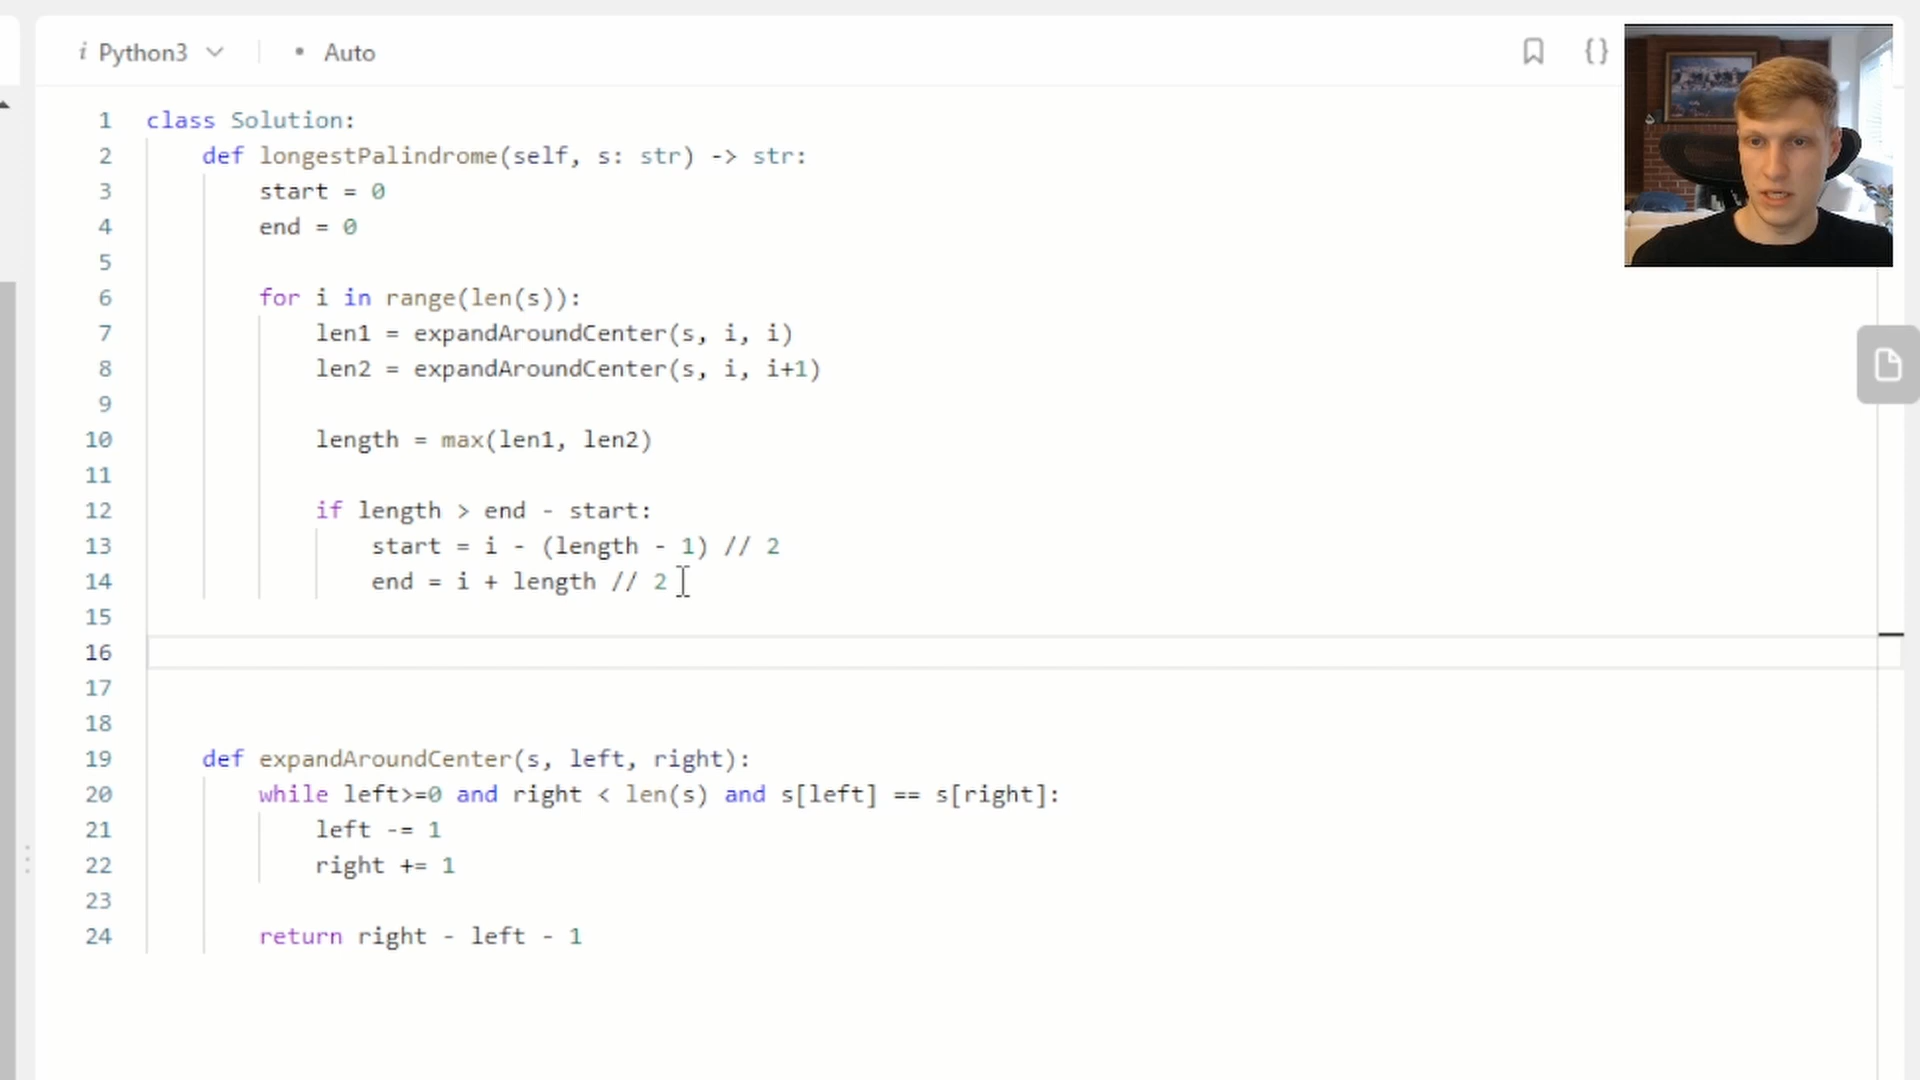 i Python3 • Auto {}
1 class Solution:
2 def longestPalindrome(self, s: str) -> str:
3 start = 0
4 end = 0
5
6 for i in range(len(s)):
7 len1 = expandAroundCenter(s, i, i)
8 len2 = expandAroundCenter(s, i, i+1)
9
10 length = max(len1, len2)
11
12 if length > end - start:
13 start = i - (length - 1) // 2
14 end = i + length // 2
15
16
17
18
19 def expandAroundCenter(s, left, right):
20 while left>=0 and right < len(s) and s[left] == s[right]:
21 left -= 1
22 right += 1
23
24 return right - left - 1